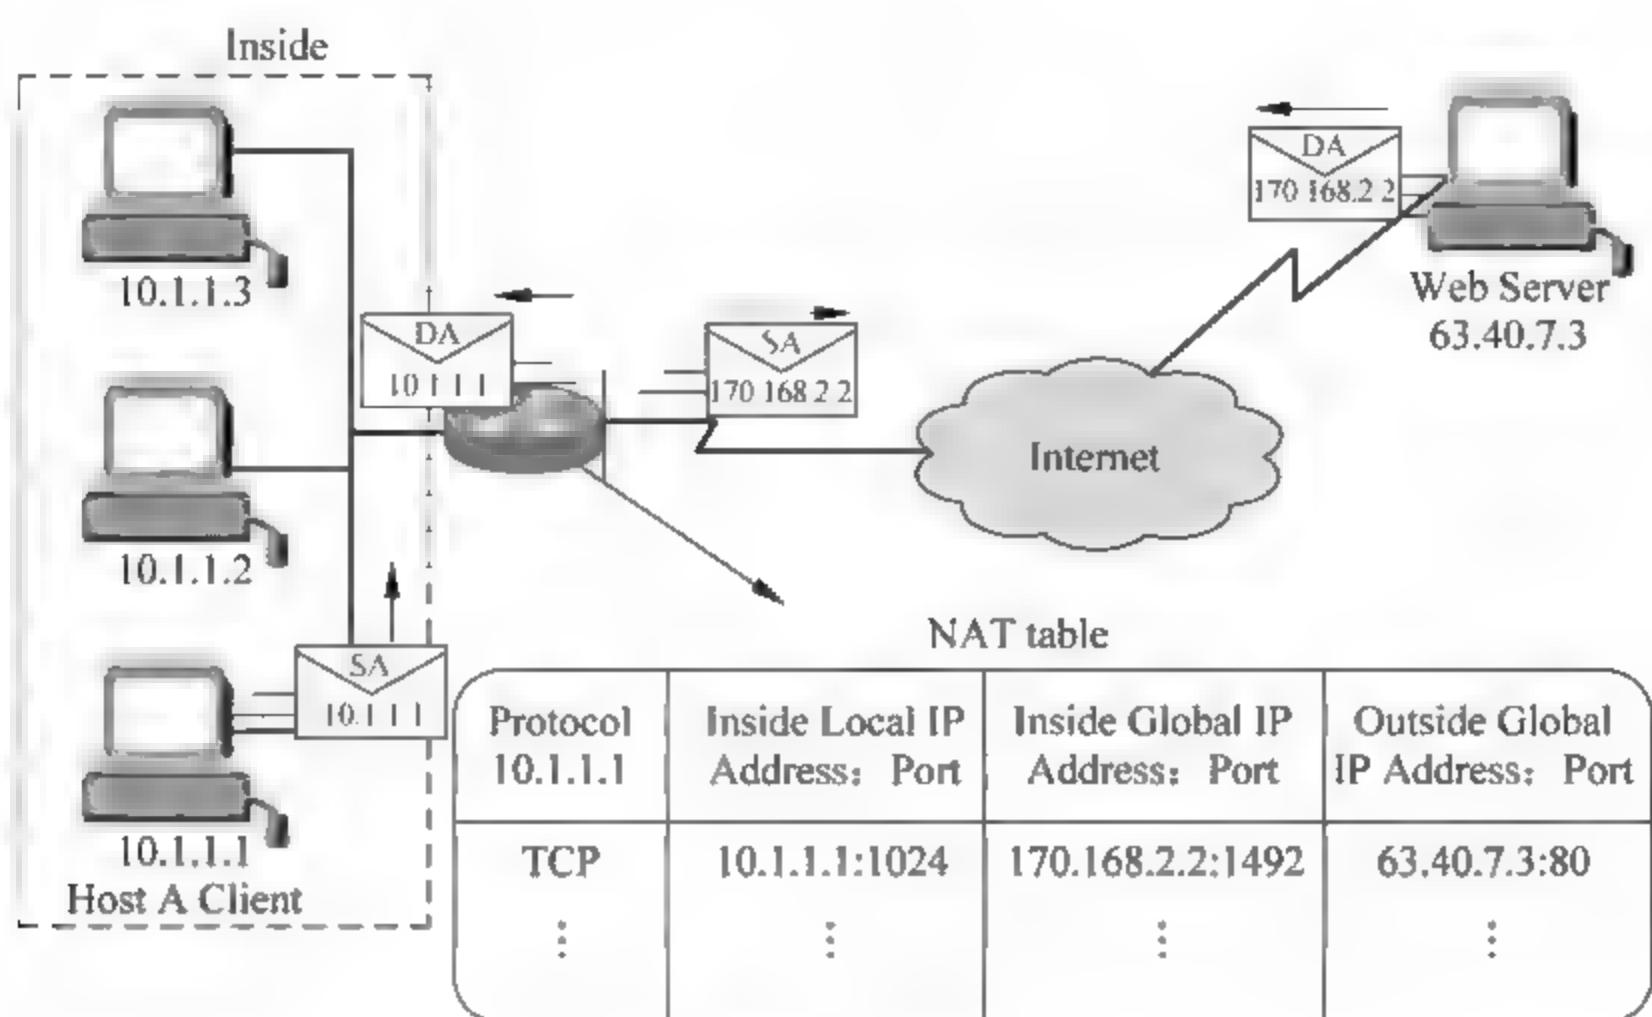 Inside
10.1.1.3
10.1.1.2
10.1.1.1
Host A Client
DA
10 1 1 1
SA
10.1 1 1
SA
170 168 2 2
DA
170 168.2 2
Web Server
63.40.7.3
Internet
NAT table
Protocol
10.1.1.1
Inside Local IP
Address: Port
Inside Global IP
Address: Port
Outside Global
IP Address: Port
TCP
10.1.1.1:1024
170.168.2.2:1492
63.40.7.3:80
⋮ ⋮ ⋮ ⋮